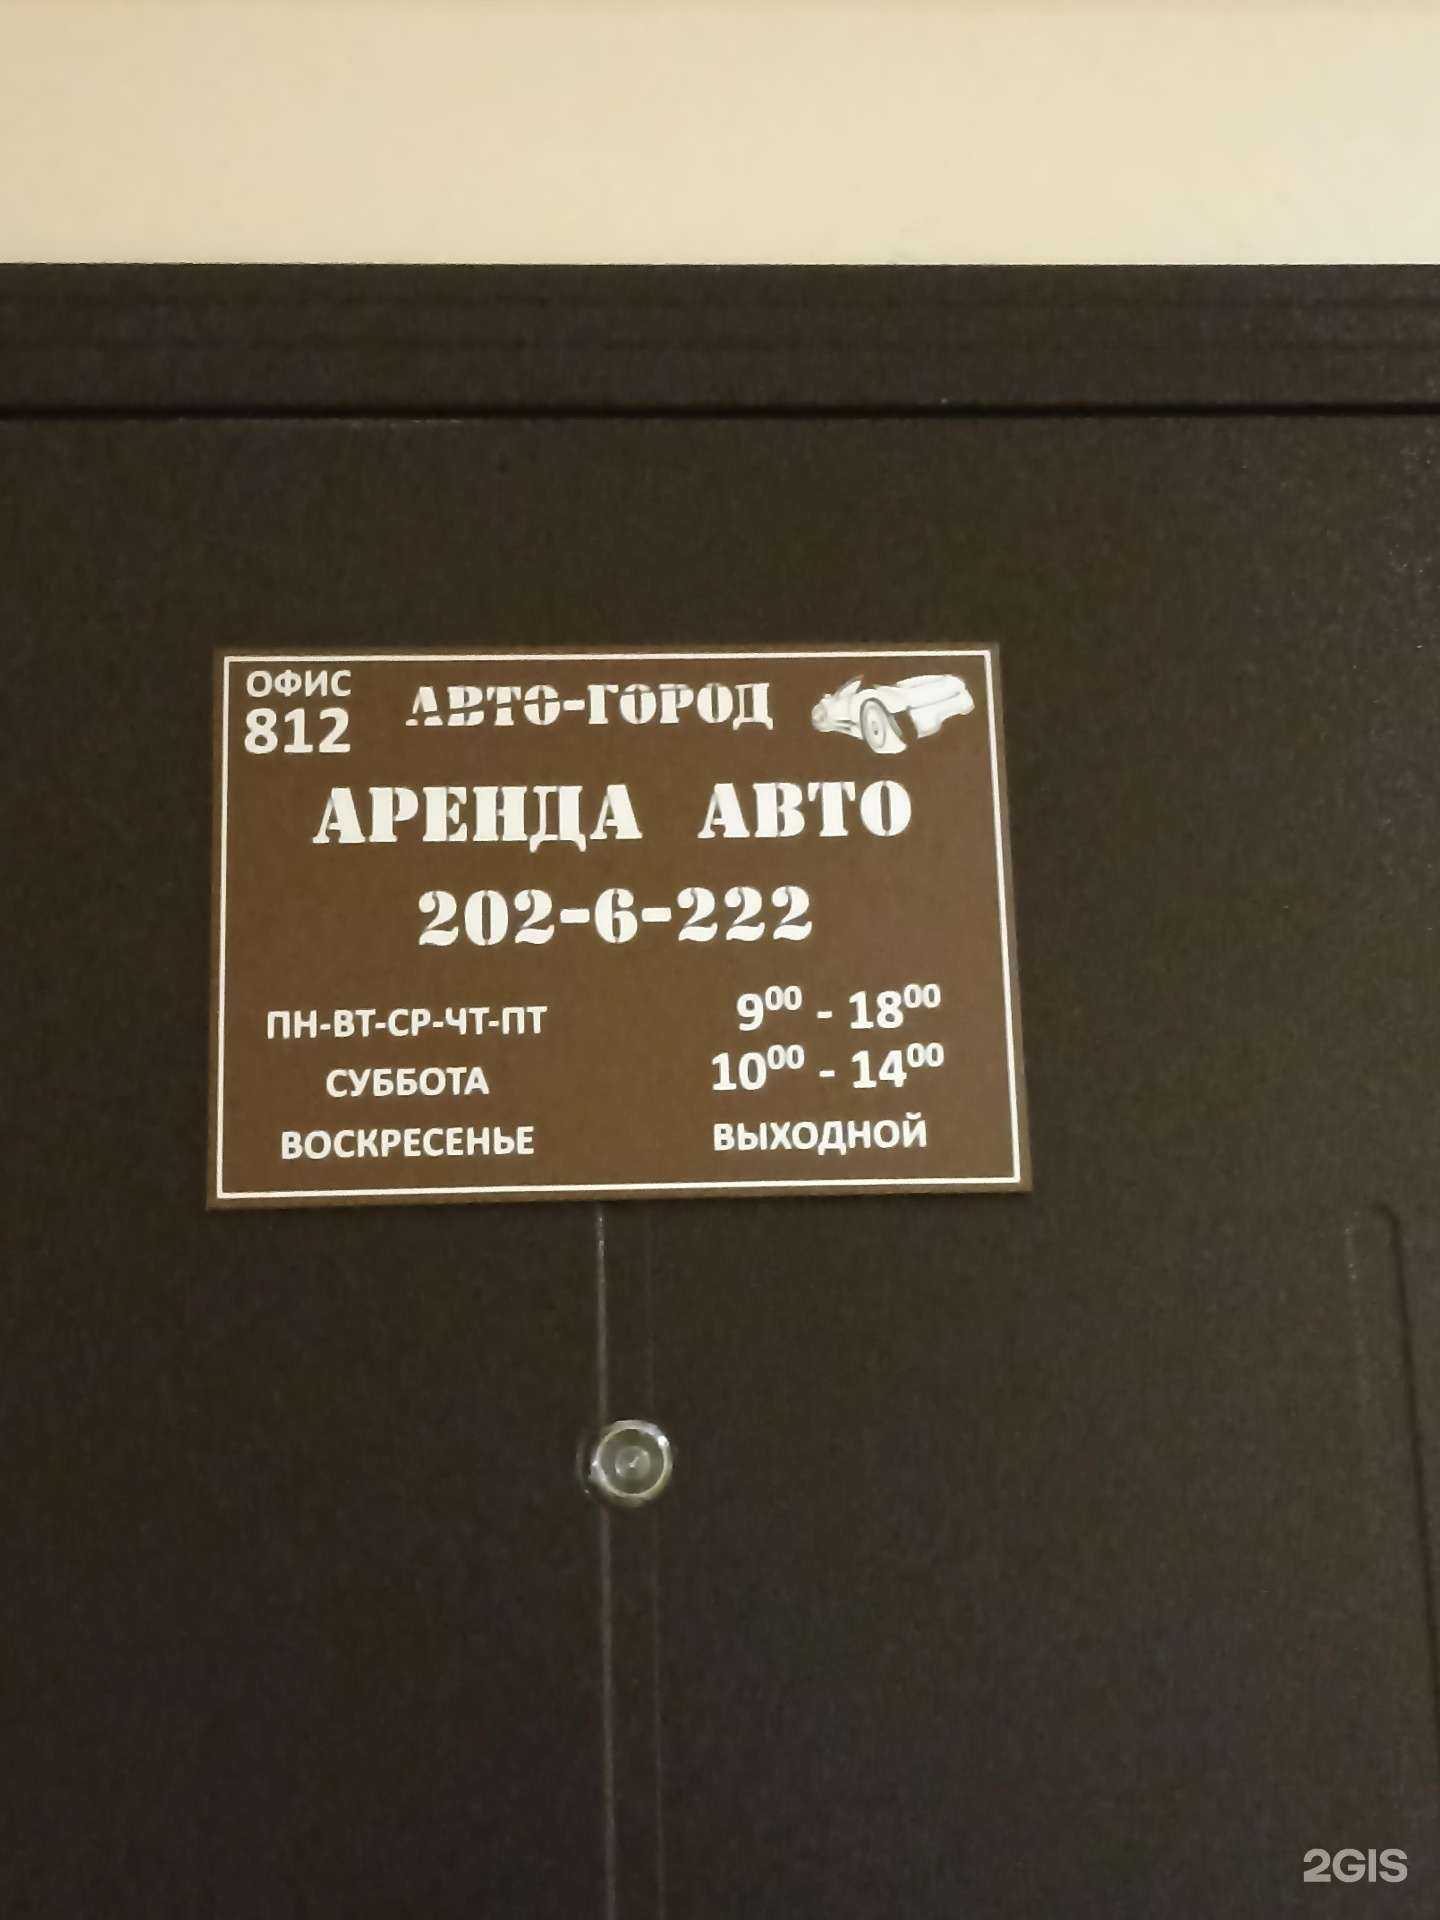 ОФИС
812
АВТО-ГОРОД
АРЕНДА АВТО
202-6-222
ПН-ВТ-СР-ЧТ-ПТ 9⁰⁰ - 18⁰⁰
СУББОТА 10⁰⁰ - 14⁰⁰
ВОСКРЕСЕНЬЕ ВЫХОДНОЙ
2GIS